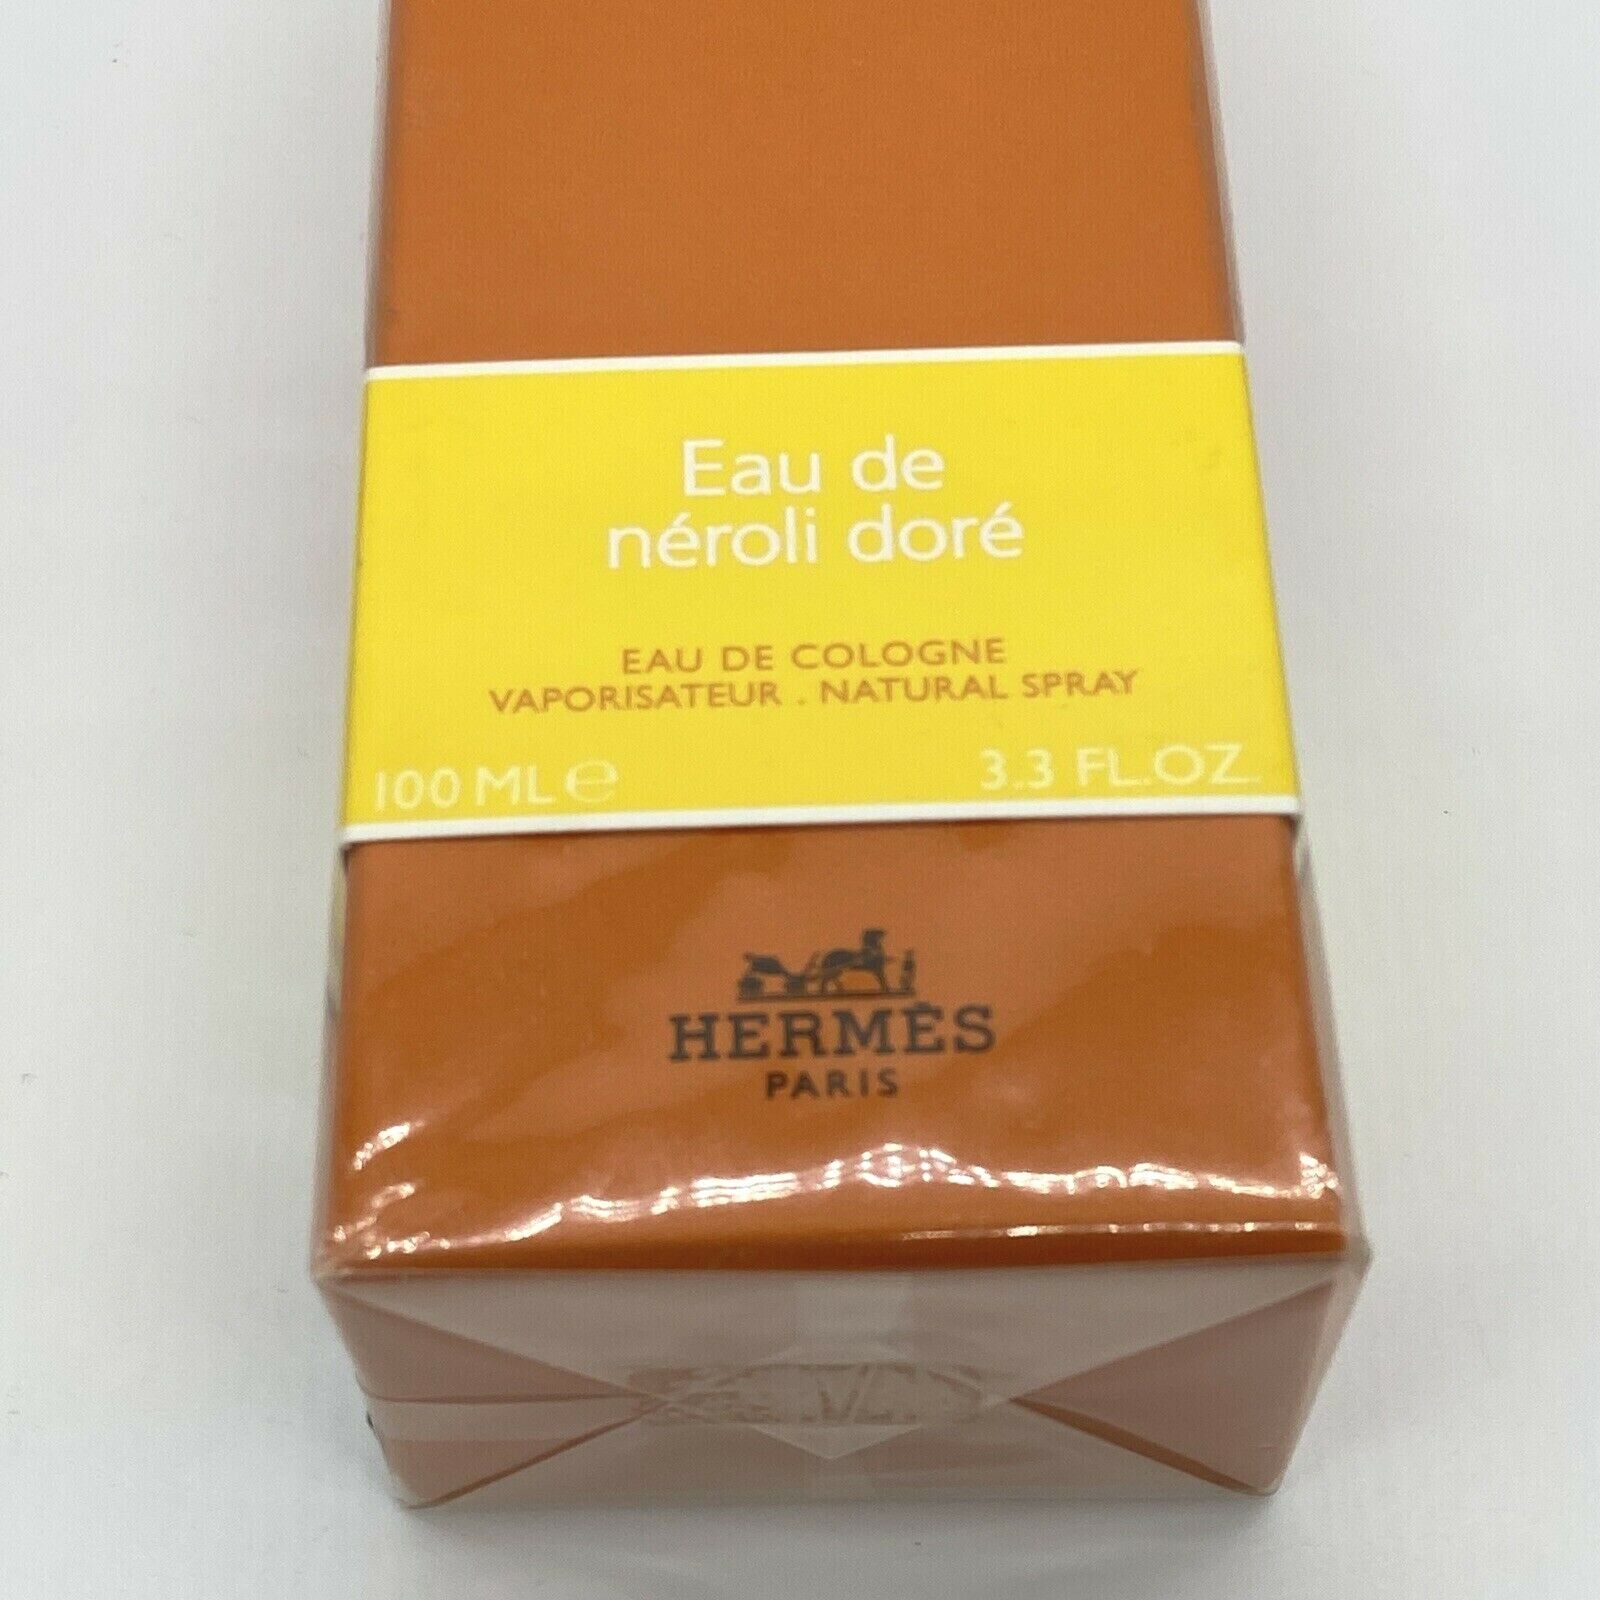 Eau de
néroli doré
EAU DE COLOGNE
VAPORISATEUR . NATURAL SPRAY
100 ML ℮ 3.3 FL.OZ.
HERMÈS
PARIS